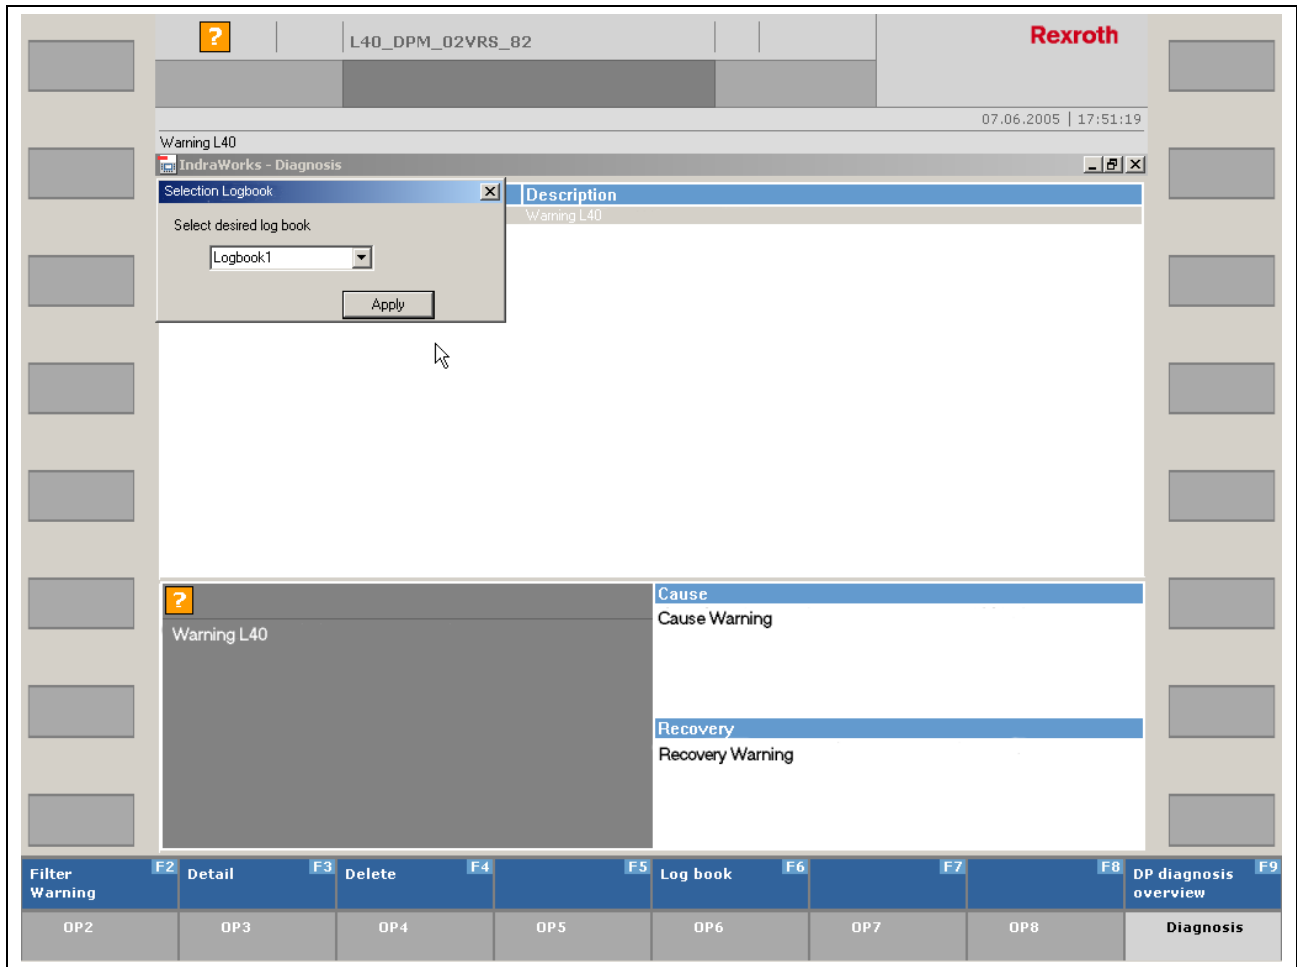 ?
L40_DPM_02VRS_82
Rexroth
07.06.2005 | 17:51:19
Warning L40
IndraWorks - Diagnosis
Selection Logbook
Description
Warning L40
Select desired log book
Logbook1
Apply
?
Warning L40
Cause
Cause Warning
Recovery
Recovery Warning
Filter Warning F2
Detail F3
Delete F4
F5
Log book F6
F7
F8
DP diagnosis overview F9
OP2
OP3
OP4
OP5
OP6
OP7
OP8
Diagnosis